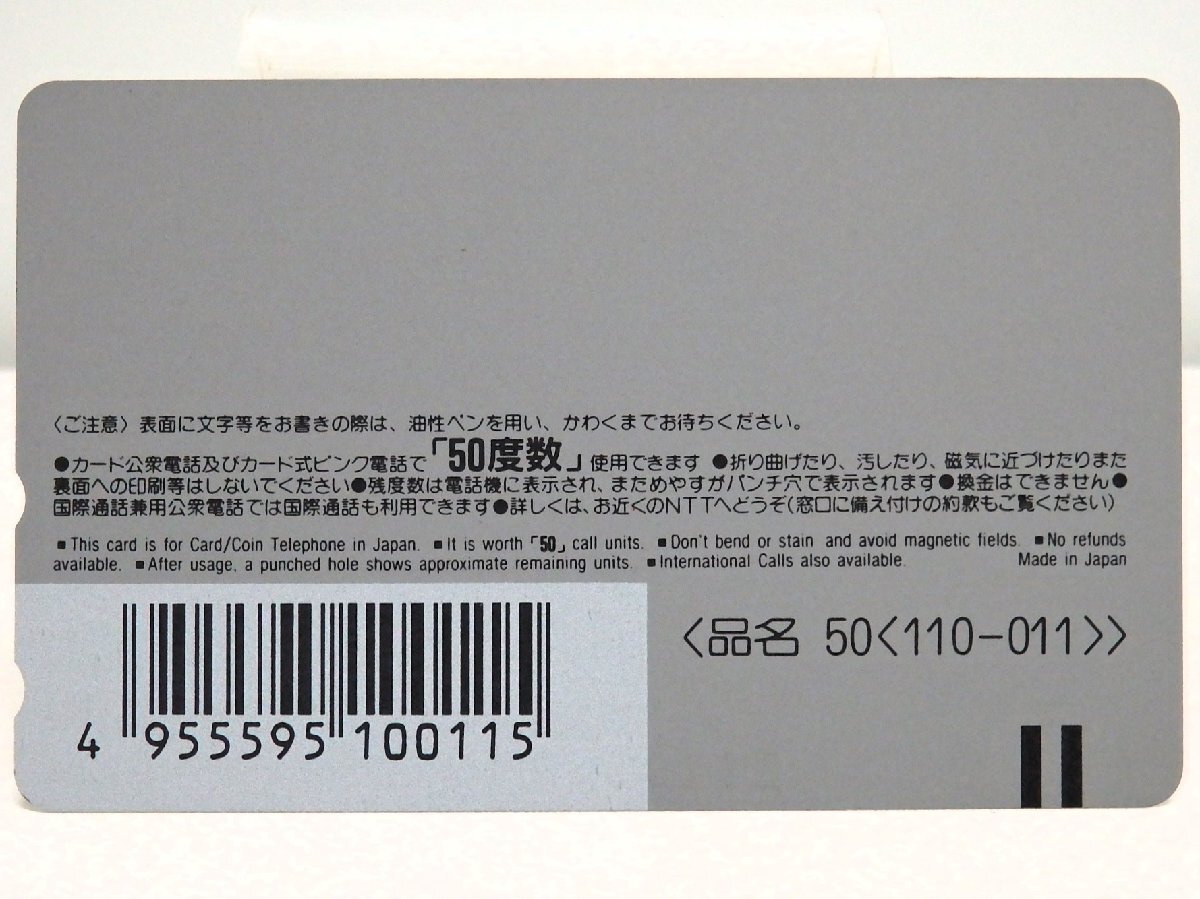 〈ご注意〉表面に文字等をお書きの際は、油性ペンを用い、かわくまでお待ちください。
●カード公衆電話及びカード式ピンク電話で「50度数」使用できます ●折り曲げたり、汚したり、磁気に近づけたりまた
裏面への印刷等はしないでください●残度数は電話機に表示され、まためやすがパンチ穴で表示されます●換金はできません●
国際通話兼用公衆電話では国際通話も利用できます●詳しくは、お近くのNTTへどうぞ(窓口に備え付けの約款もご覧ください)
■This card is for Card/Coin Telephone in Japan. ■It is worth「50」call units. ■Don't bend or stain and avoid magnetic fields. ■No refunds
available. ■After usage, a punched hole shows approximate remaining units. ■International Calls also available. Made in Japan
〈品名 50〈110-011〉〉
4 955595 100115